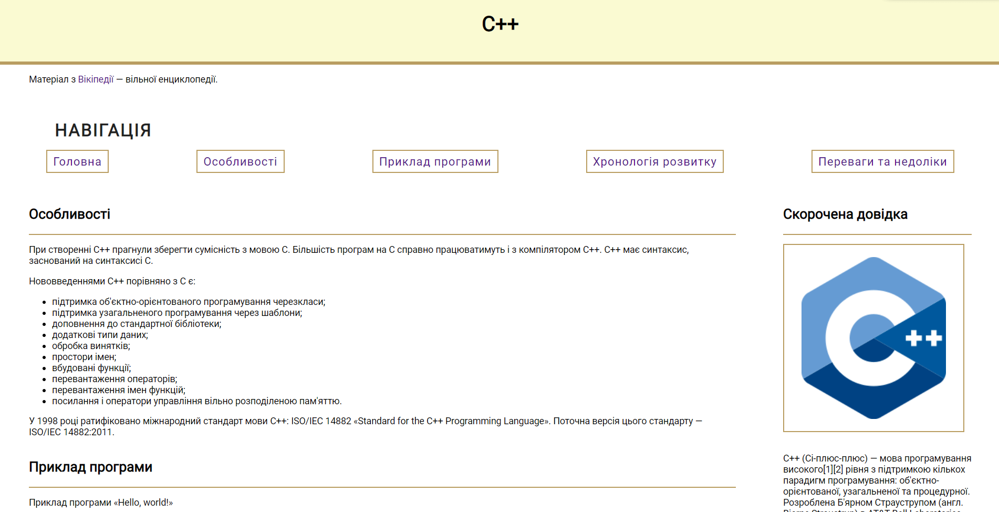 C++
Матеріал з Вікіпедії — вільної енциклопедії.
НАВІГАЦІЯ
Головна
Особливості
Приклад програми
Хронологія розвитку
Переваги та недоліки
Особливості
При створенні C++ прагнули зберегти сумісність з мовою C. Більшість програм на C справно працюватимуть і з компілятором C++. C++ має синтаксис,
заснований на синтаксисі C.
Нововведеннями C++ порівняно з C є:
підтримка об'єктно-орієнтованого програмування черезкласи;
підтримка узагальненого програмування через шаблони;
доповнення до стандартної бібліотеки;
додаткові типи даних;
обробка винятків;
простори імен;
вбудовані функції;
перевантаження операторів;
перевантаження імен функцій;
посилання і оператори управління вільно розподіленою пам'яттю.
У 1998 році ратифіковано міжнародний стандарт мови C++: ISO/IEC 14882 «Standard for the C++ Programming Language». Поточна версія цього стандарту —
ISO/IEC 14882:2011.
Приклад програми
Приклад програми «Hello, world!»
Скорочена довідка
C++
C++ (Сі-плюс-плюс) — мова програмування
високого[1][2] рівня з підтримкою кількох
парадигм програмування: об'єктно-
орієнтованої, узагальненої та процедурної.
Розроблена Б'ярном Страуструпом (англ.
Bjarne Stroustrup) в AT&T Bell Laboratories